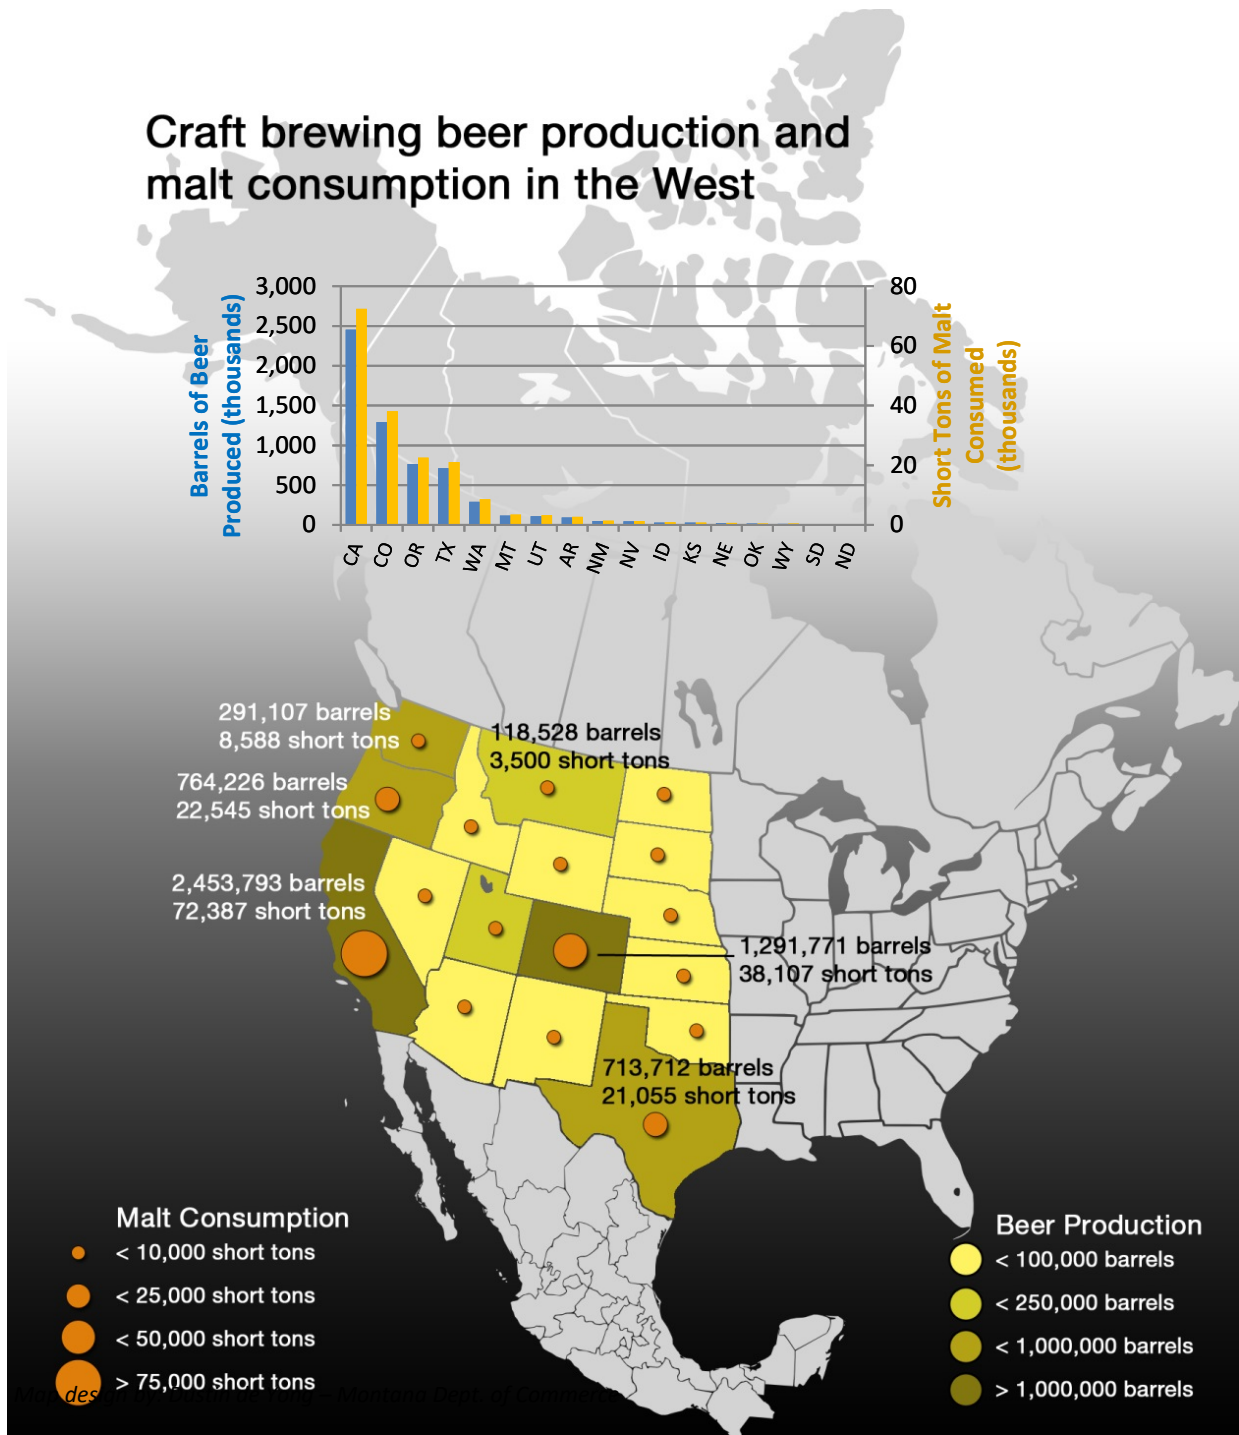 Craft brewing beer production and
malt consumption in the West
Barrels of Beer
Produced (thousands)
3,000
2,500
2,000
1,500
1,000
500
0
80
60
40
20
0
Short Tons of Malt
Consumed
(thousands)
CA
CO
OR
TX
WA
MT
UT
AR
NM
NV
ID
KS
NE
OK
WY
SD
ND
291,107 barrels
8,588 short tons
118,528 barrels
3,500 short tons
764,226 barrels
22,545 short tons
2,453,793 barrels
72,387 short tons
1,291,771 barrels
38,107 short tons
713,712 barrels
21,055 short tons
Malt Consumption
< 10,000 short tons
< 25,000 short tons
< 50,000 short tons
> 75,000 short tons
Beer Production
< 100,000 barrels
< 250,000 barrels
< 1,000,000 barrels
> 1,000,000 barrels
Map design by: – Montana Dept. of Commerce